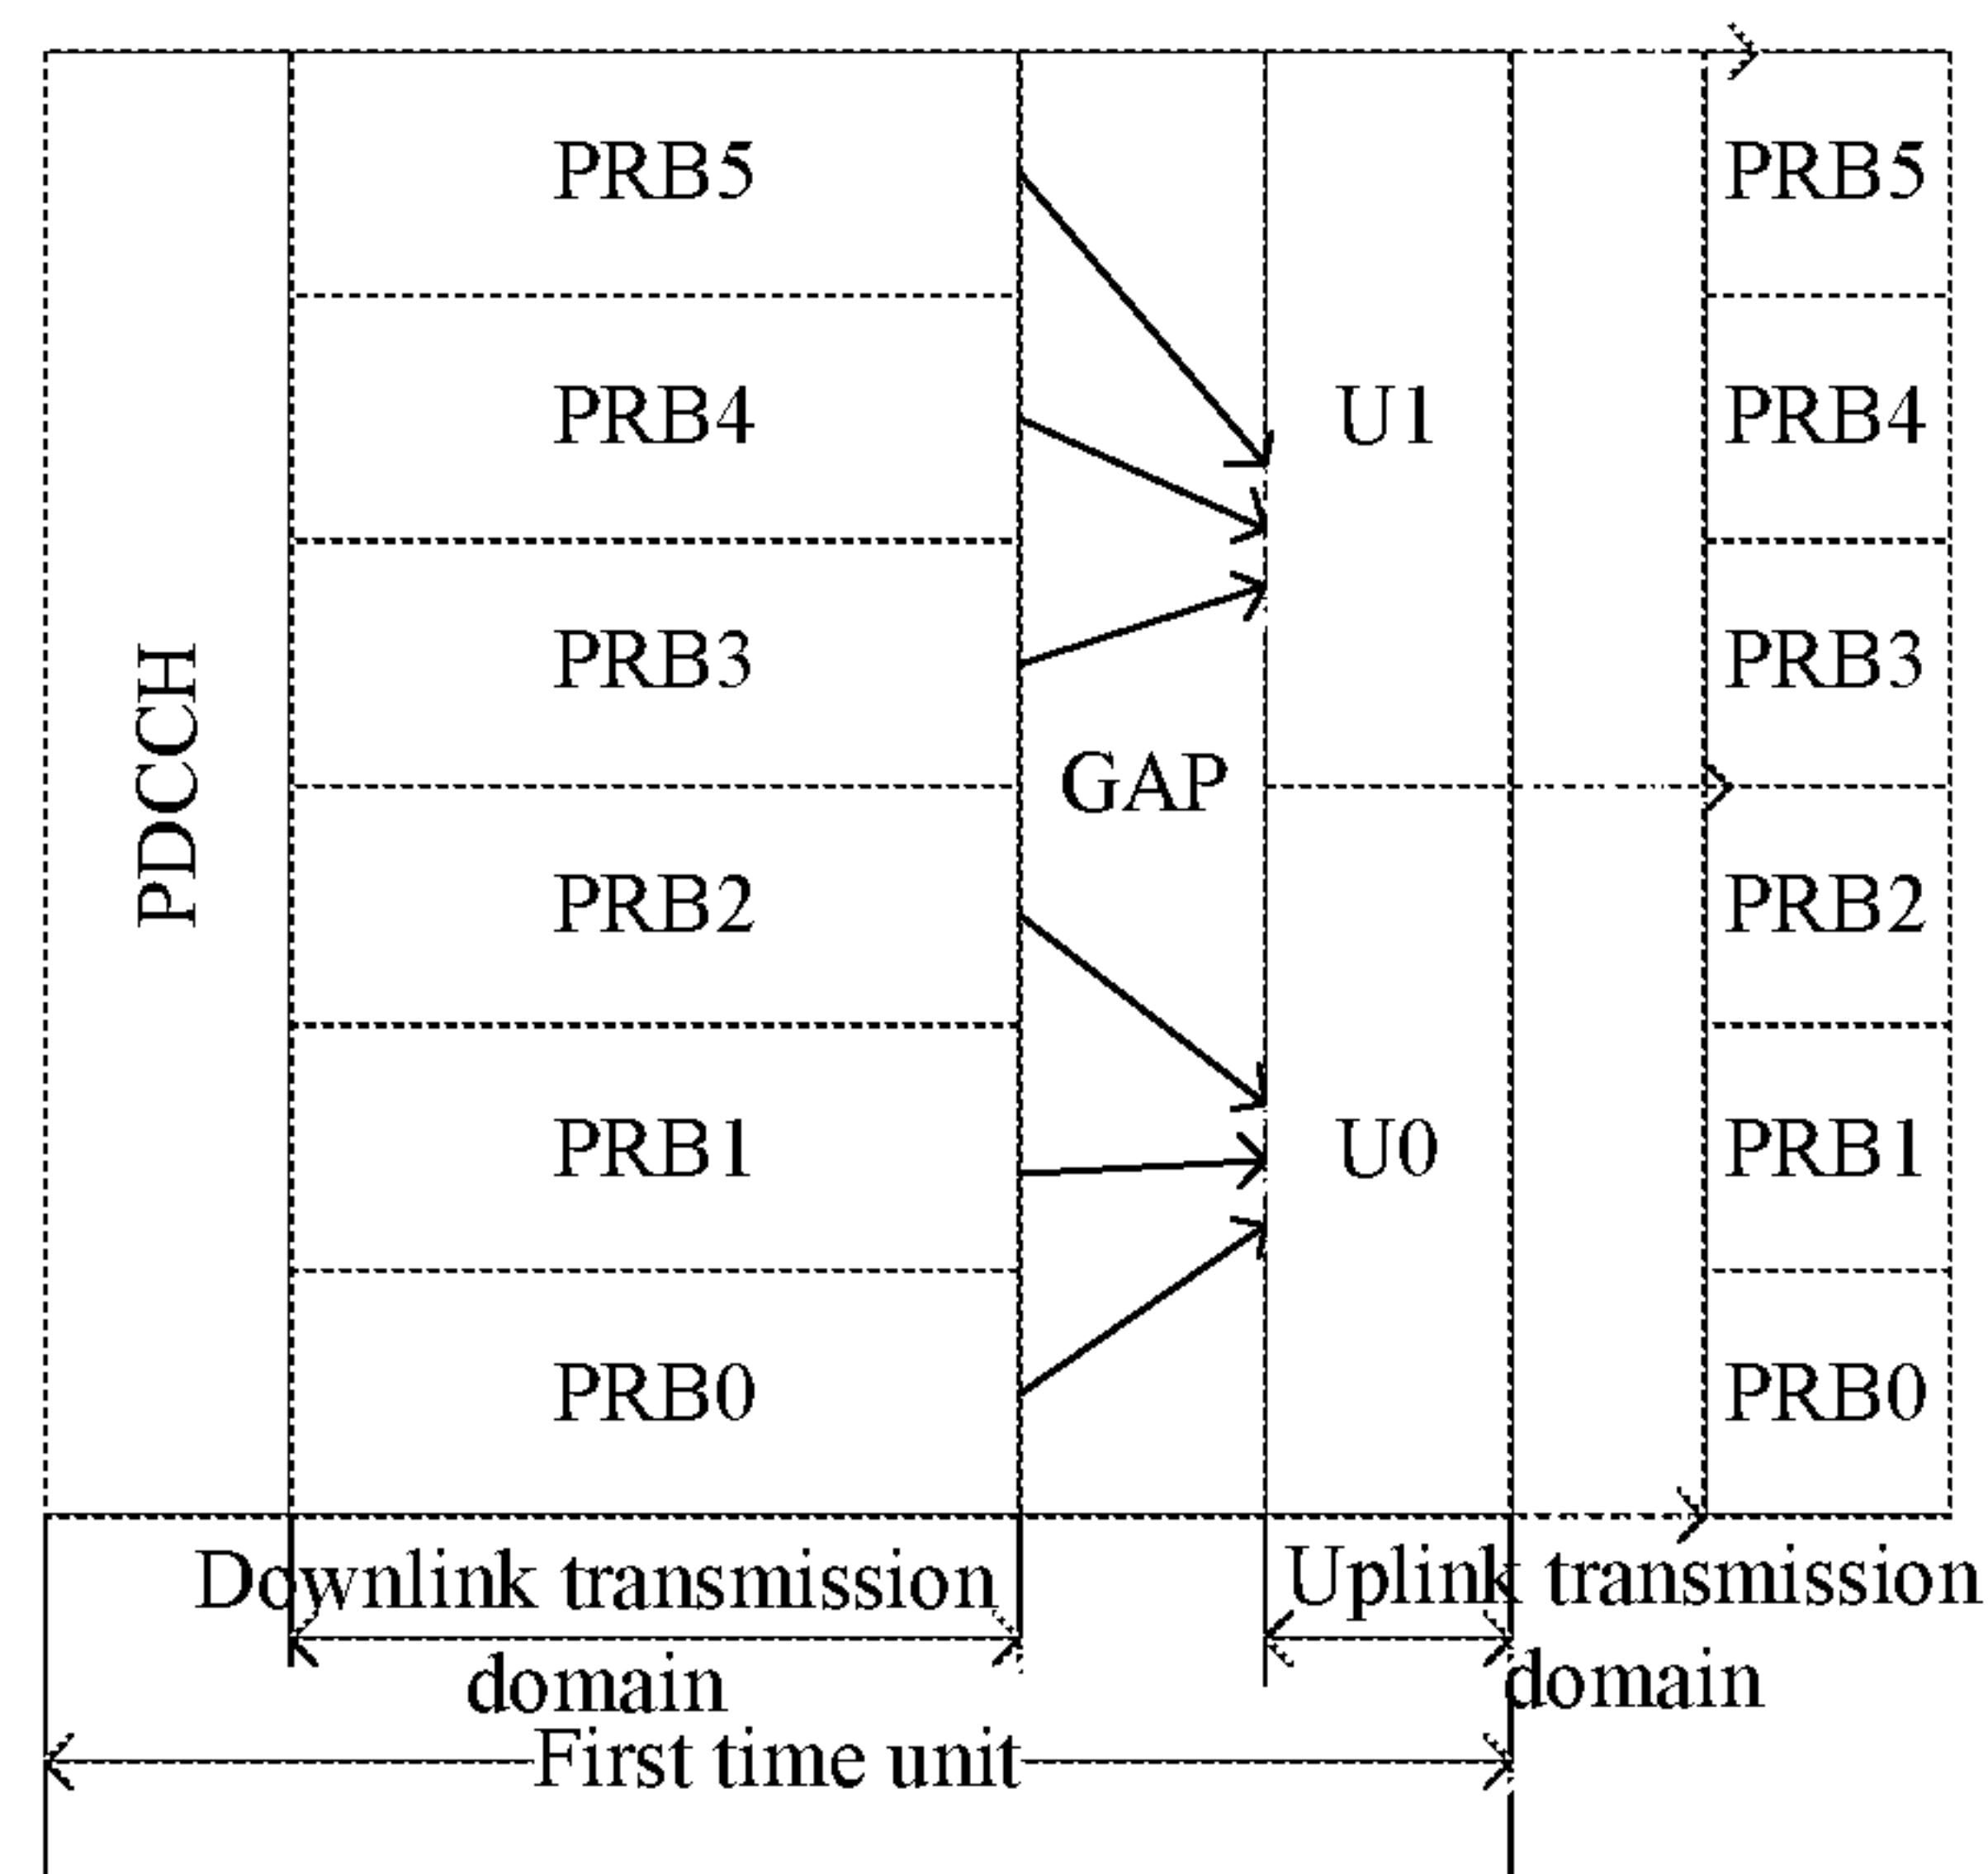 PDCCH
PRB5
PRB4
PRB3
PRB2
PRB1
PRB0
GAP
U1
U0
PRB5
PRB4
PRB3
PRB2
PRB1
PRB0
Downlink transmission
domain
Uplink transmission
domain
First time unit